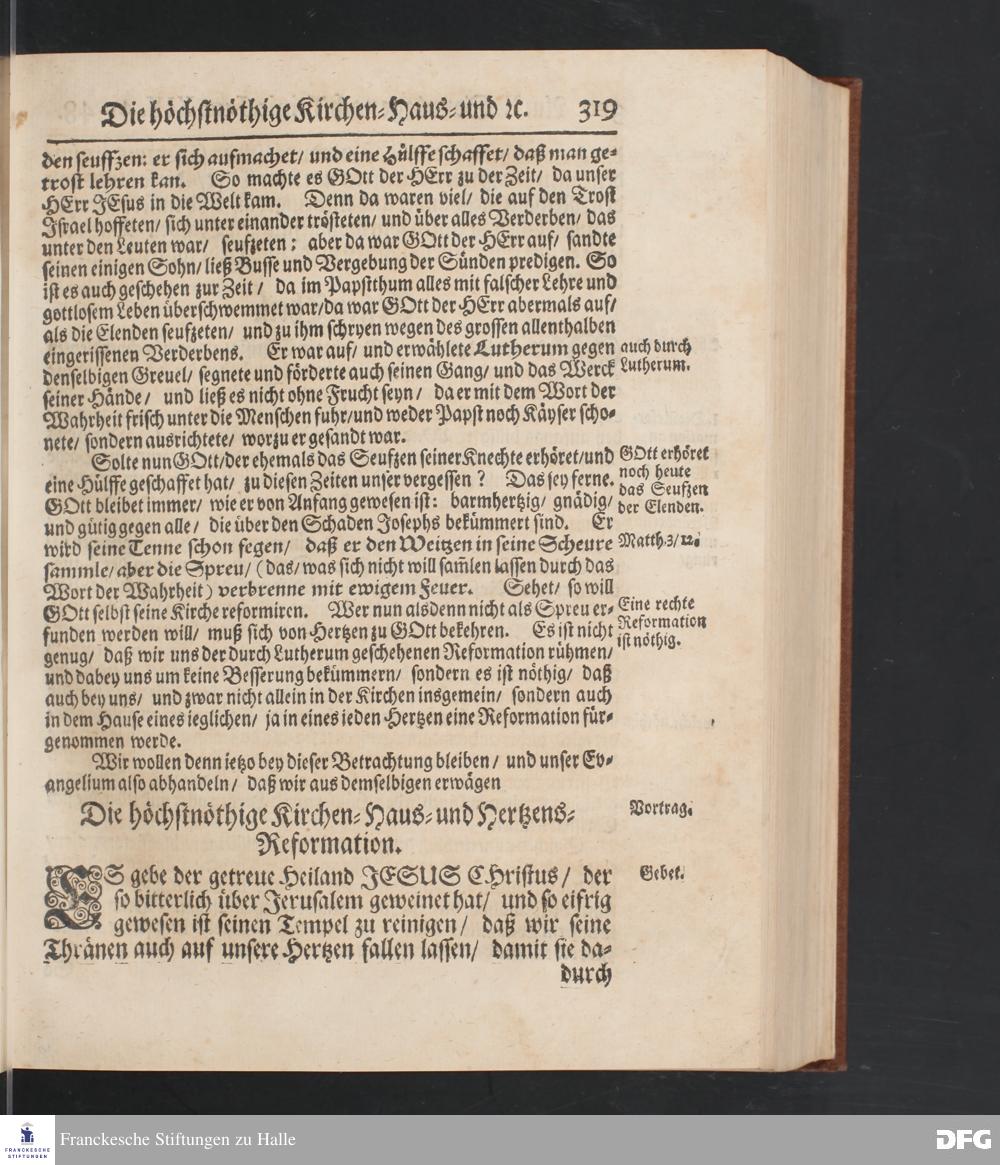 Die höchstnöthige Kirchen-Haus-und ꝛc. 319
den seuffzen: er sich aufmachet/ und eine Hülffe schaffet/ daß man ge-
trost lehren kan. So machte es GOtt der HErr zu der Zeit/ da unser
HErr JEsus in die Welt kam. Denn da waren viel/ die auf den Trost
Israel hoffeten/ sich unter einander trösteten/ und über alles Verderben/ das
unter den Leuten war/ seufzeten; aber da war GOtt der HErr auf/ sandte
seinen einigen Sohn/ ließ Busse und Vergebung der Sünden predigen. So
ist es auch geschehen zur Zeit/ da im Papstthum alles mit falscher Lehre und
gottlosem Leben überschwemmet war/ da war GOtt der HErr abermals auf/
als die Elenden seufzeten/ und zu ihm schryen wegen des grossen allenthalben
eingerissenen Verderbens. Er war auf/ und erwählete Lutherum gegen
auch durch
denselbigen Greuel/ segnete und förderte auch seinen Gang/ und das Werck
Lutherum.
seiner Hände/ und ließ es nicht ohne Frucht seyn/ da er mit dem Wort der
Wahrheit frisch unter die Menschen fuhr/ und weder Papst noch Käyser scho-
nete/ sondern ausrichtete/ worzu er gesandt war.
Solte nun GOtt/ der ehemals das Seufzen seiner Knechte erhöret/ und
GOtt erhöret
eine Hülffe geschaffet hat/ zu diesen Zeiten unser vergessen? Das sey ferne.
noch heute
das Seufzen
GOtt bleibet immer/ wie er von Anfang gewesen ist: barmhertzig/ gnädig/
der Elenden.
und gütig gegen alle/ die über den Schaden Josephs bekümmert sind. Er
wird seine Tenne schon fegen/ daß er den Weitzen in seine Scheure
Matth. 3/12.
sammle/ aber die Spreu/ (das/ was sich nicht will sam̃len lassen durch das
Wort der Wahrheit) verbrenne mit ewigem Feuer. Sehet/ so will
GOtt selbst seine Kirche reformiren. Wer nun alsdenn nicht als Spreu er-
Eine rechte
funden werden will/ muß sich von Hertzen zu GOtt bekehren. Es ist nicht
Reformation
ist nöthig.
genug/ daß wir uns der durch Lutherum geschehenen Reformation rühmen/
und dabey uns um keine Besserung bekümmern/ sondern es ist nöthig/ daß
auch bey uns/ und zwar nicht allein in der Kirchen insgemein/ sondern auch
in dem Hause eines ieglichen/ ja in eines ieden Hertzen eine Reformation für-
genommen werde.
Wir wollen denn ietzo bey dieser Betrachtung bleiben/ und unser Ev-
angelium also abhandeln/ daß wir aus demselbigen erwägen
Die höchstnöthige Kirchen-Haus-und Hertzens-
Vortrag.
Reformation.
ES gebe der getreue Heiland JESUS CHristus/ der
Gebet.
so bitterlich über Jerusalem geweinet hat/ und so eifrig
gewesen ist seinen Tempel zu reinigen/ daß wir seine
Thränen auch auf unsere Hertzen fallen lassen/ damit sie da-
durch
FRANCKESCHE
STIFTUNGEN
Franckesche Stiftungen zu Halle
DFG